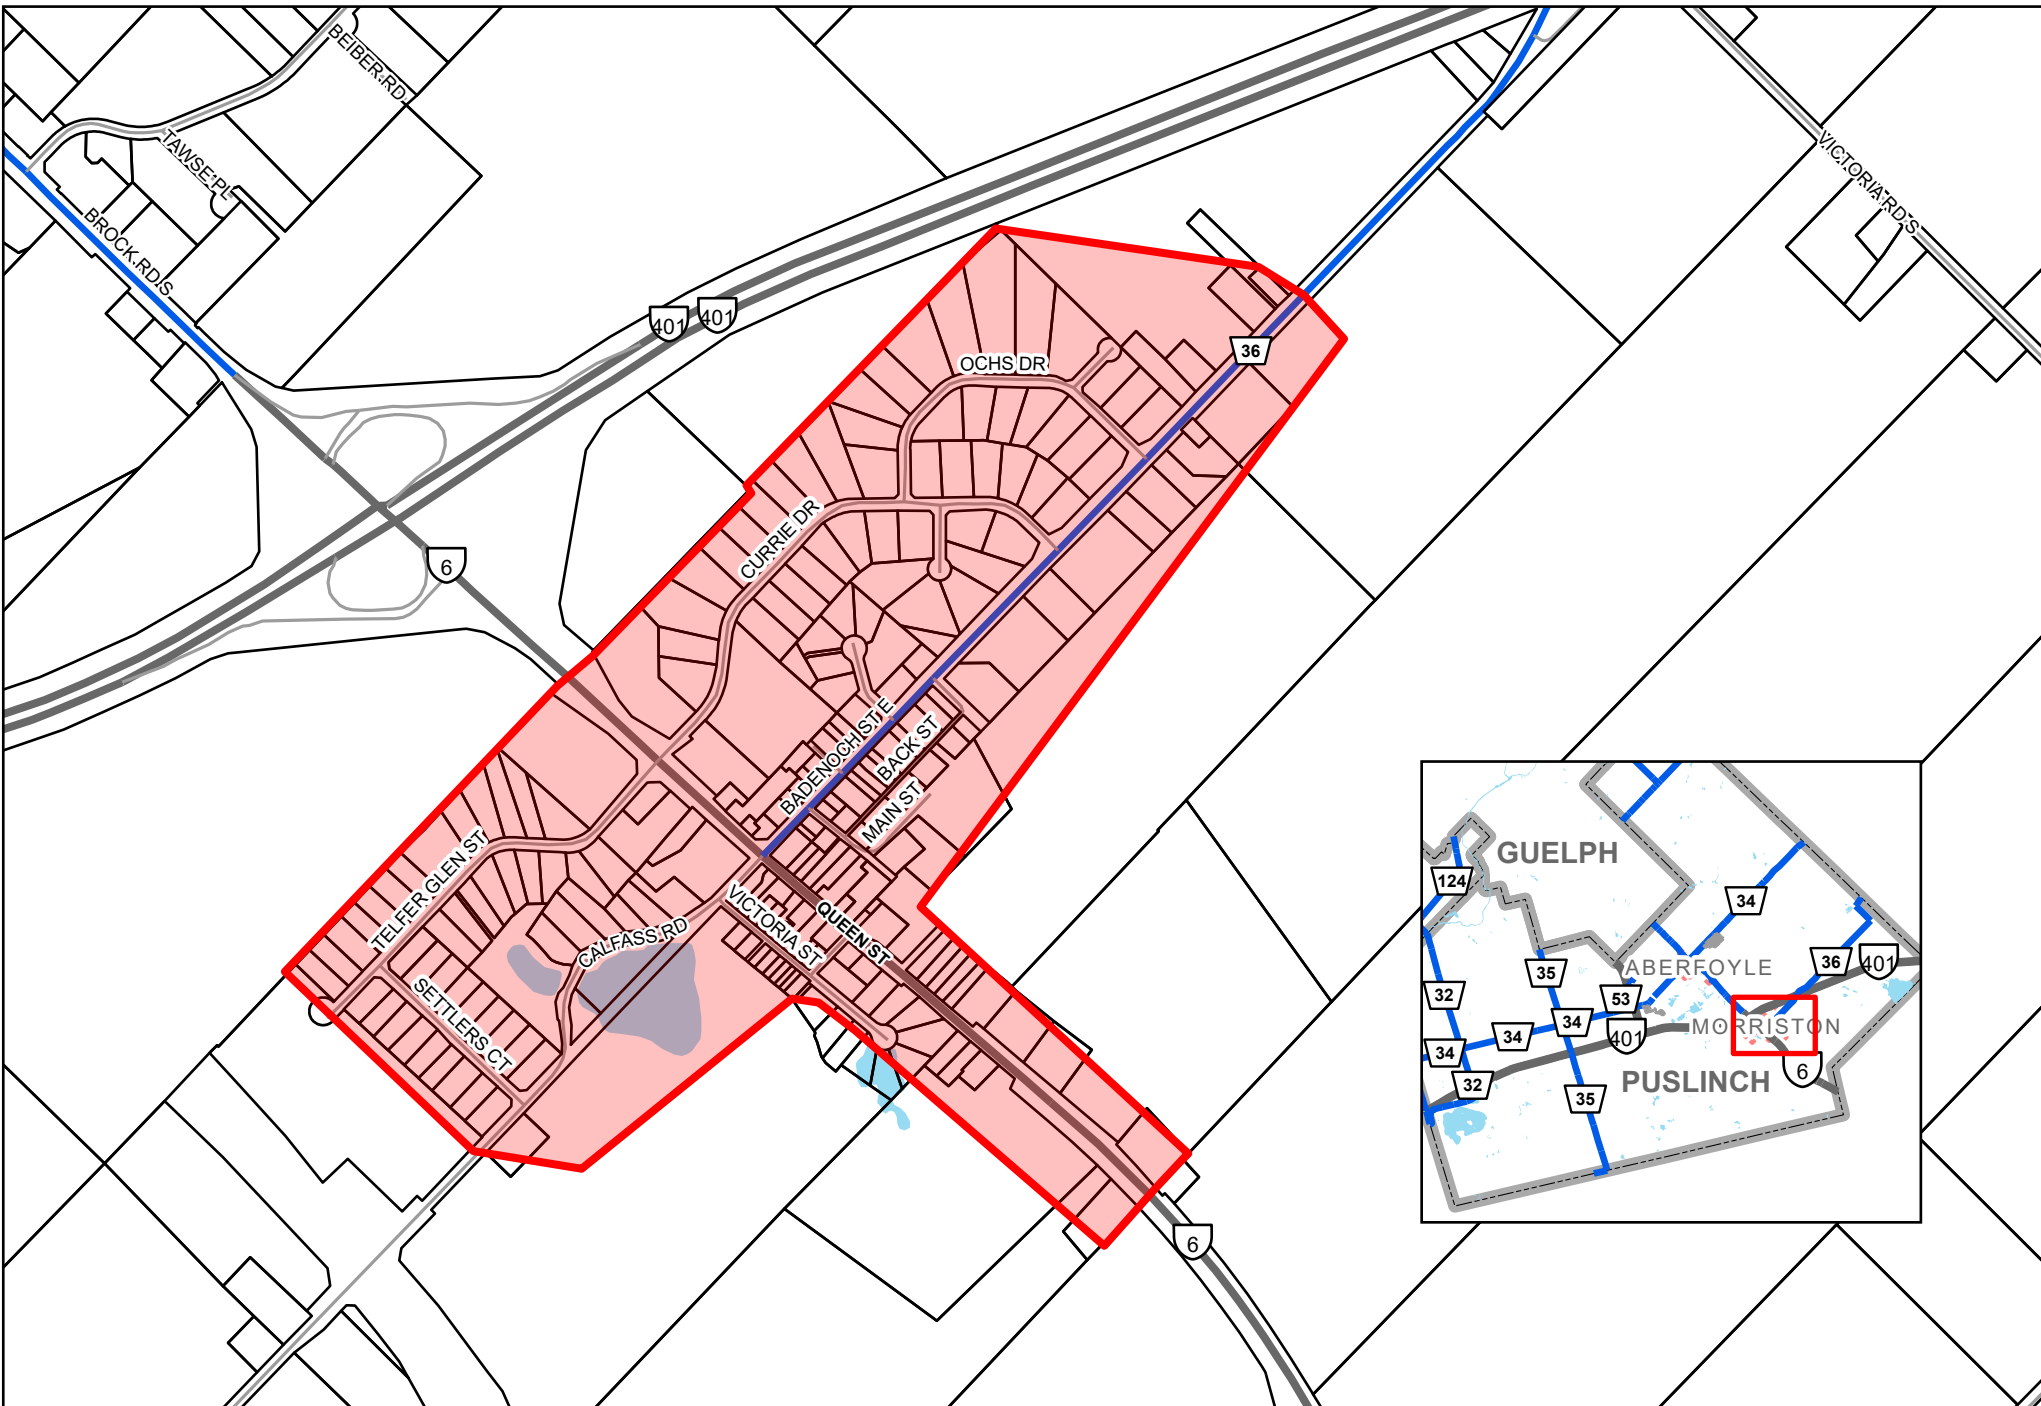 BEIBER RD
TAWSE PL
BROCK RD S
VICTORIA RD S
401
401
36
OCHS DR
CURRIE DR
6
BADENOCH ST E
BACK ST
MAIN ST
TELFER GLEN ST
VICTORIA ST
QUEEN ST
CALFASS RD
SETTLERS CT
6
GUELPH
124
34
ABERFOYLE
36
401
35
32
53
34
34
401
MORRISTON
34
32
PUSLINCH
6
35